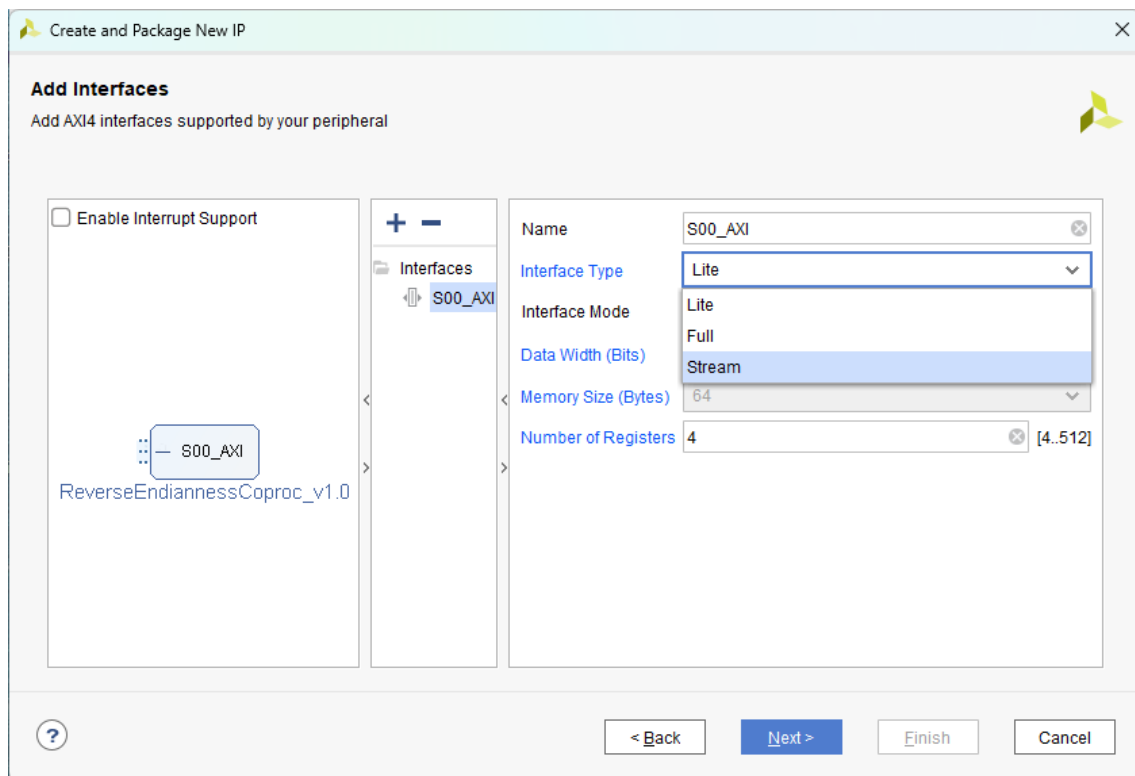 Create and Package New IP
Add Interfaces
Add AXI4 interfaces supported by your peripheral
Enable Interrupt Support
S00_AXI
ReverseEndiannessCoproc_v1.0
Interfaces
S00_AXI
Name S00_AXI
Interface Type Lite
Interface Mode Lite
Full
Data Width (Bits) Stream
Memory Size (Bytes) 64
Number of Registers 4 [4..512]
? < Back Next > Finish Cancel